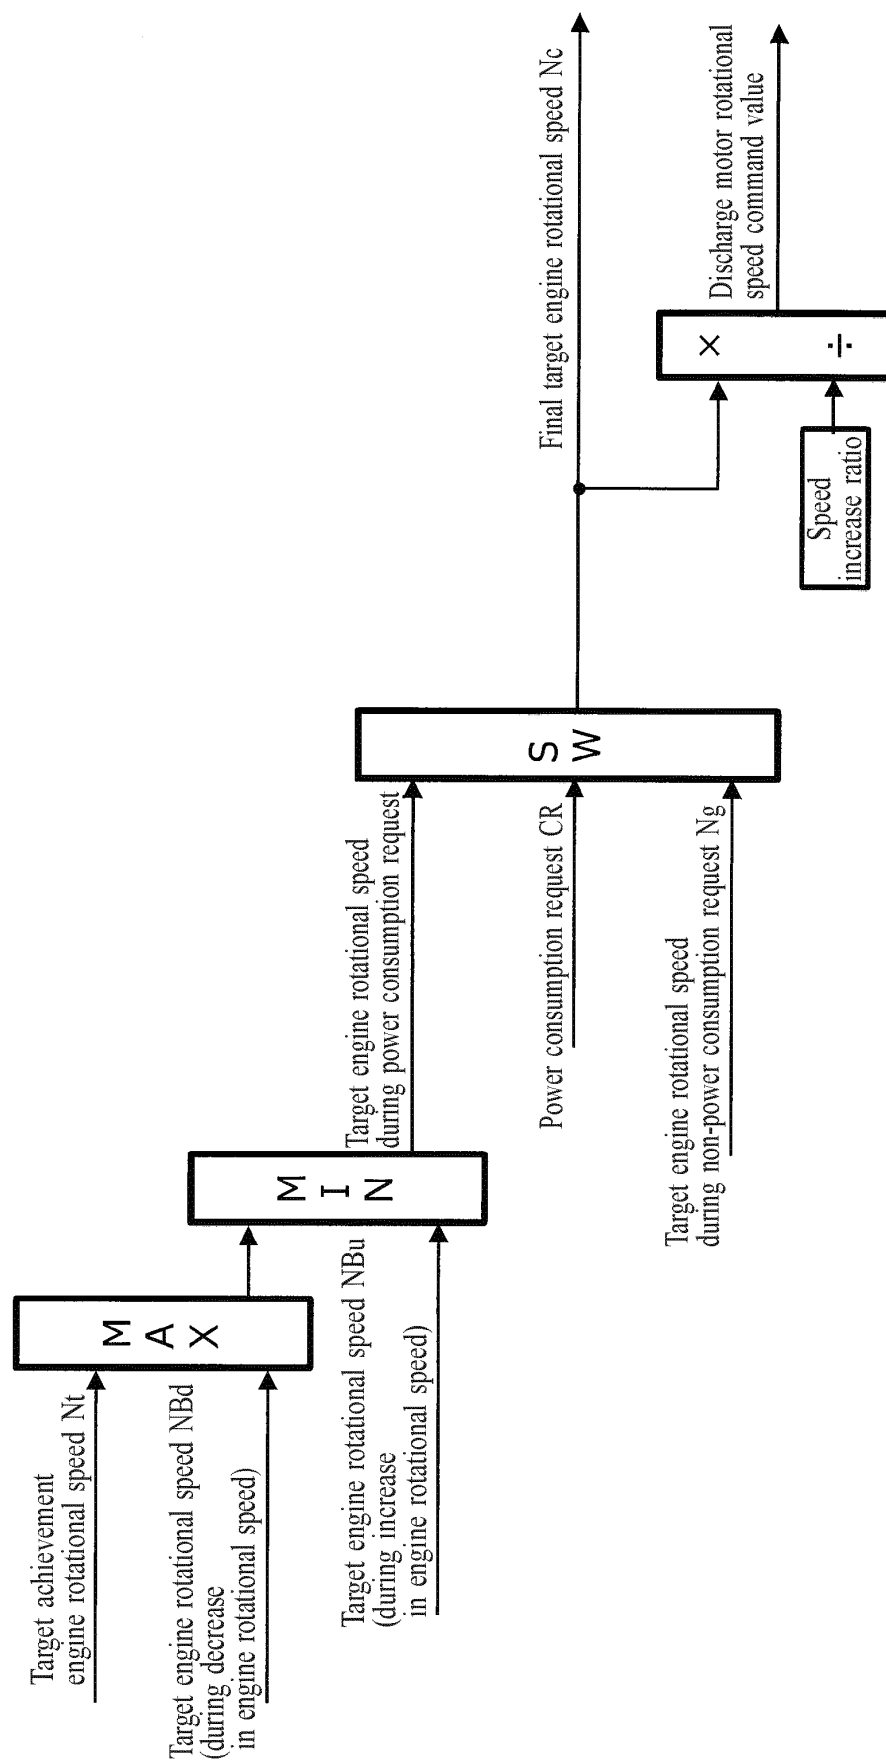 Target achievement
engine rotational speed Nt
Target engine rotational speed NBd
(during decrease
in engine rotational speed)
M
A
X
Target engine rotational speed NBu
(during increase
in engine rotational speed)
M
I
N
Target engine rotational speed
during power consumption request
Power consumption request CR
Target engine rotational speed
during non-power consumption request Ng
S
W
Final target engine rotational speed Nc
Speed
increase ratio
×
÷
Discharge motor rotational
speed command value